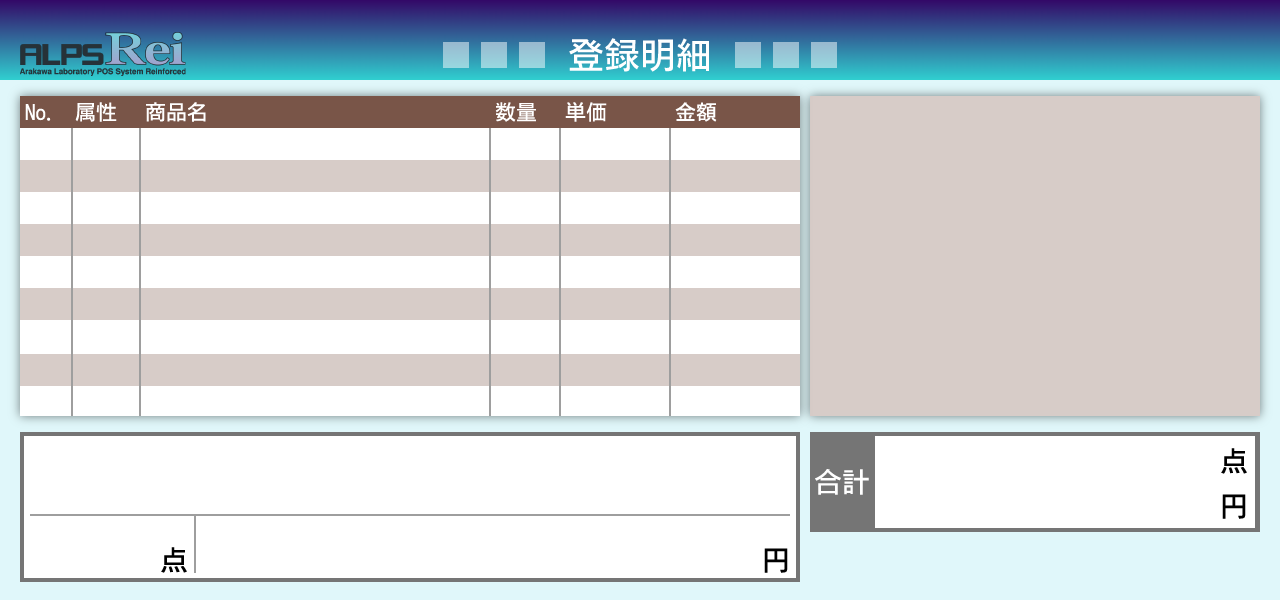 ALPS Rei
Arakawa Laboratory POS System Reinforced
登録明細
No. 属性 商品名 数量 単価 金額
合計 点
円
点 円